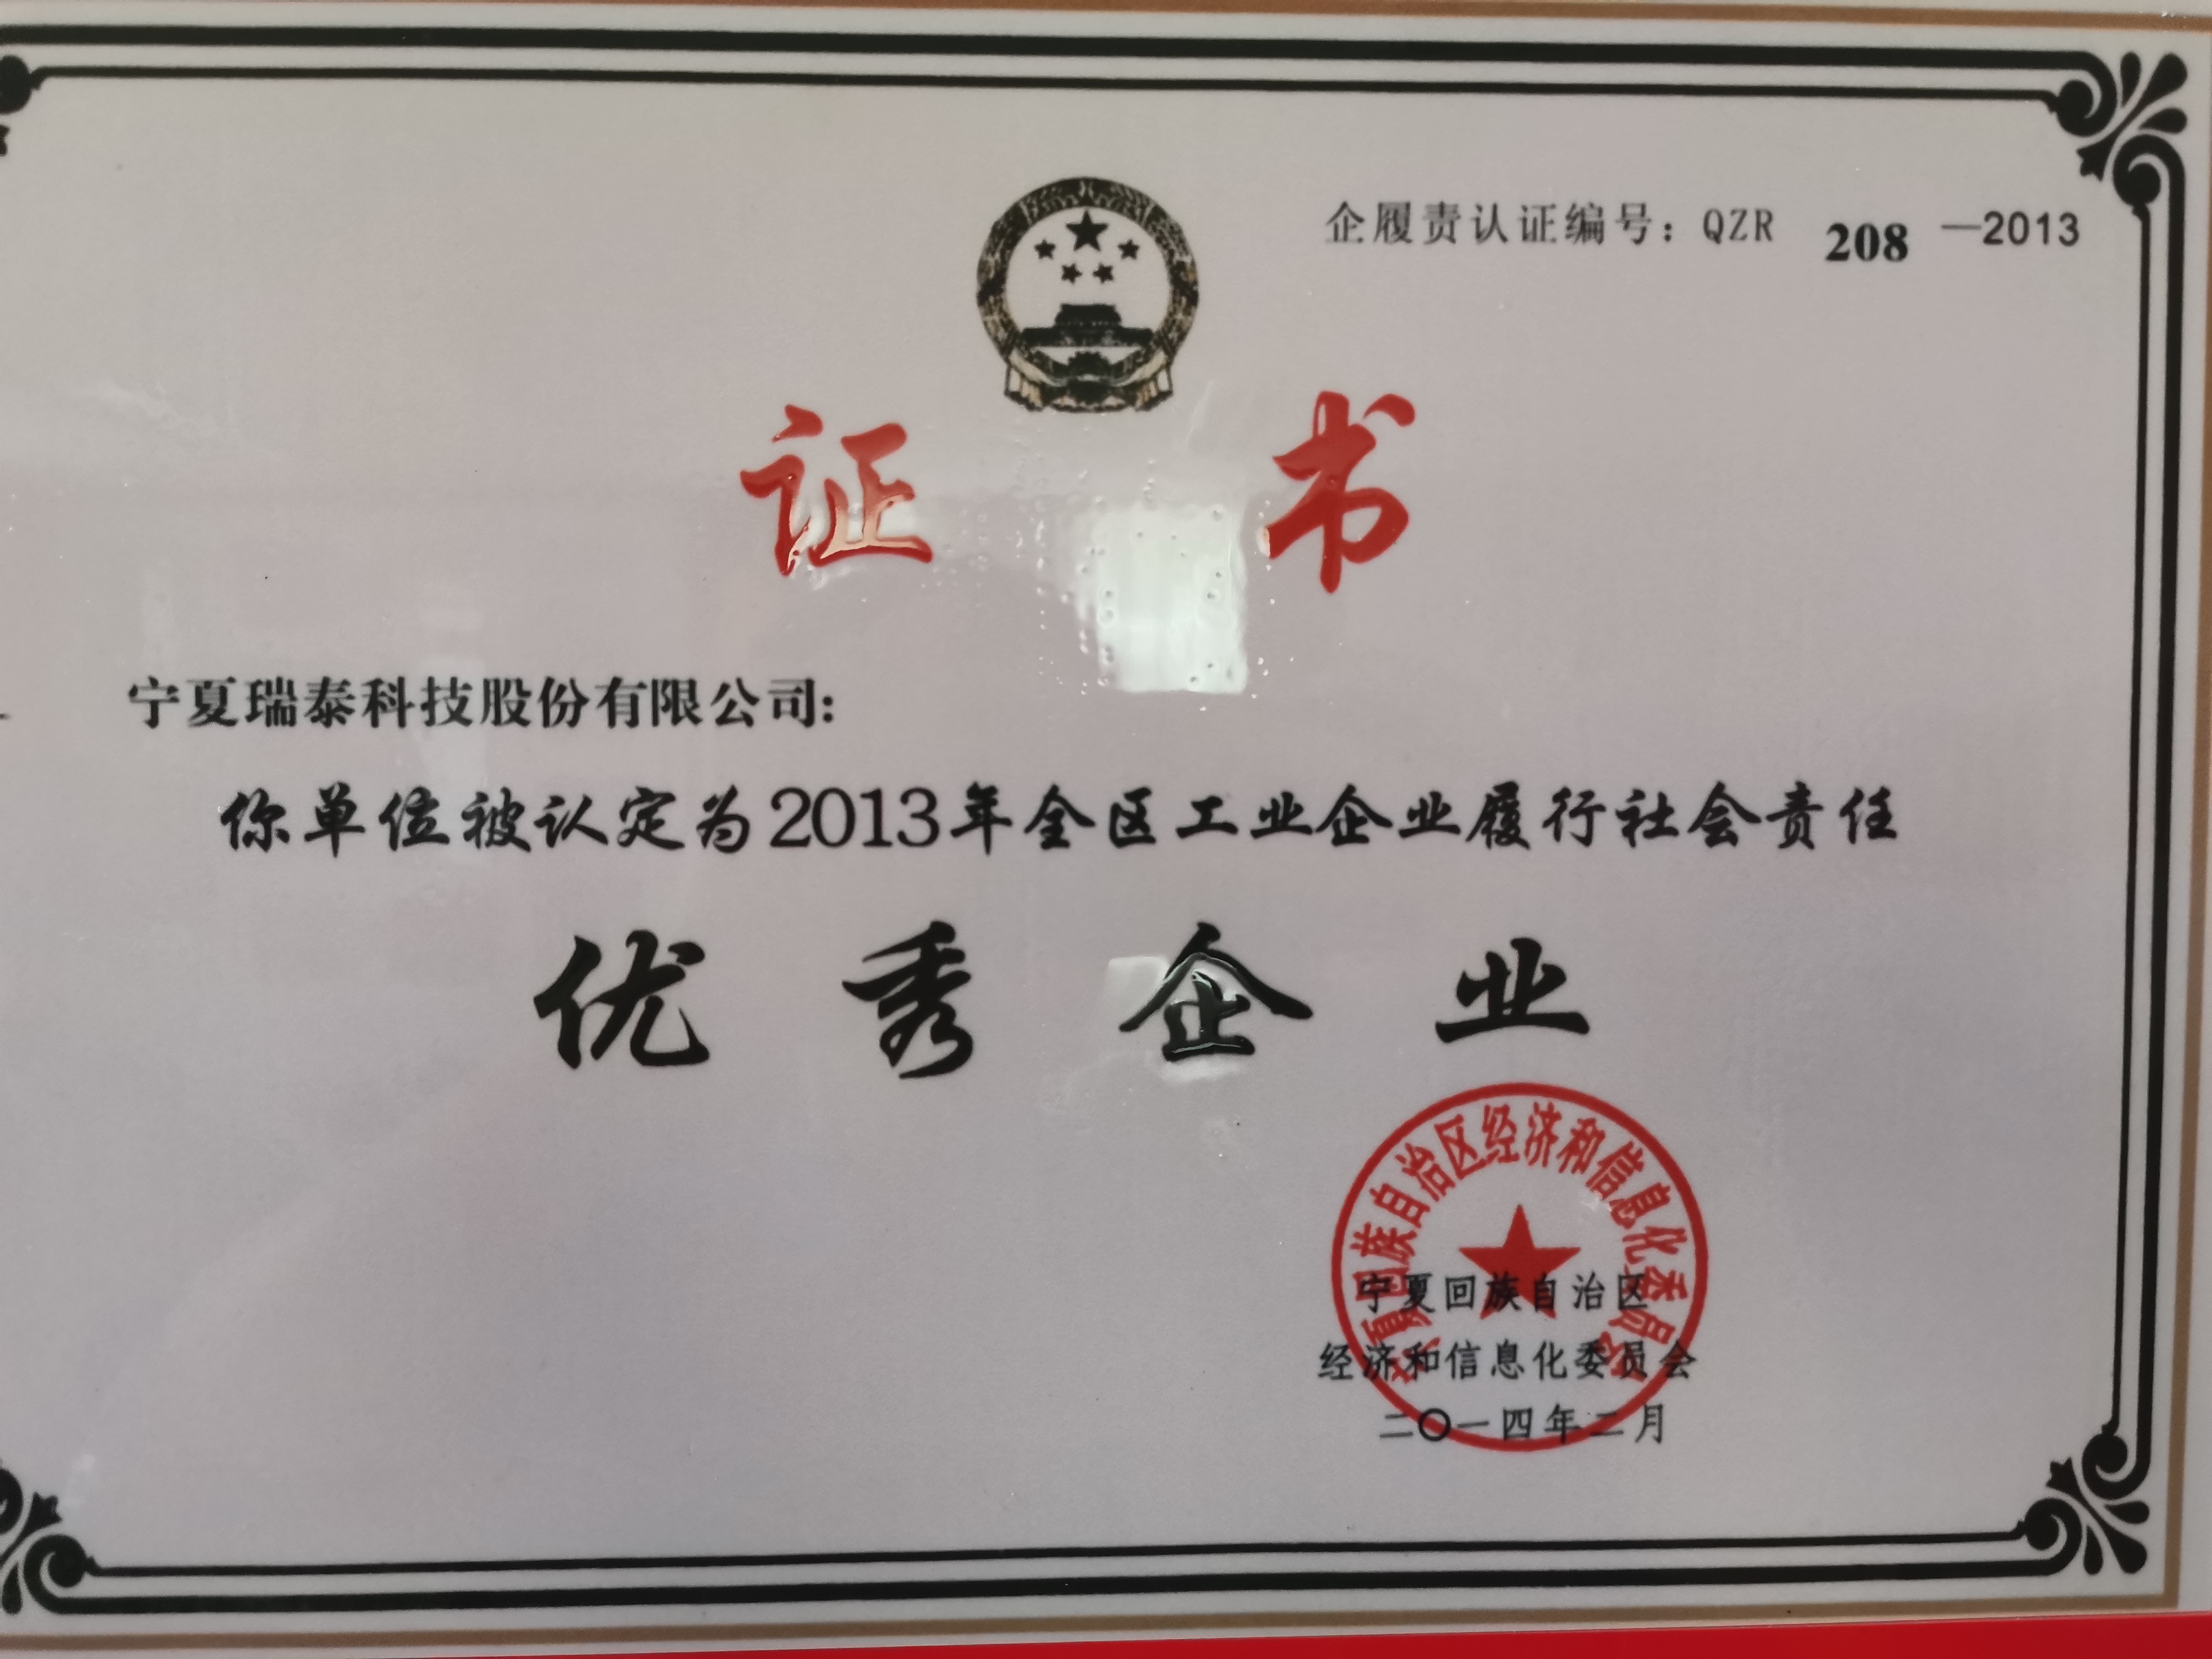 企履责认证编号：QZR 208 —2013
证 书
宁夏瑞泰科技股份有限公司：
你单位被认定为2013年全区工业企业履行社会责任
优 秀 企 业
宁夏回族自治区经济和信息化委员会
宁夏回族自治区
经济和信息化委员会
二〇一四年二月